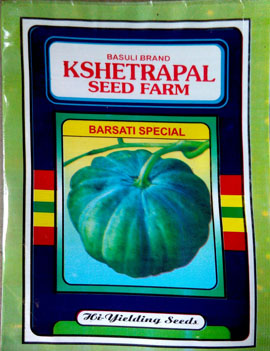 BASULI BRAND
KSHETRAPAL
SEED FARM
BARSATI SPECIAL
Hi-Yielding Seeds